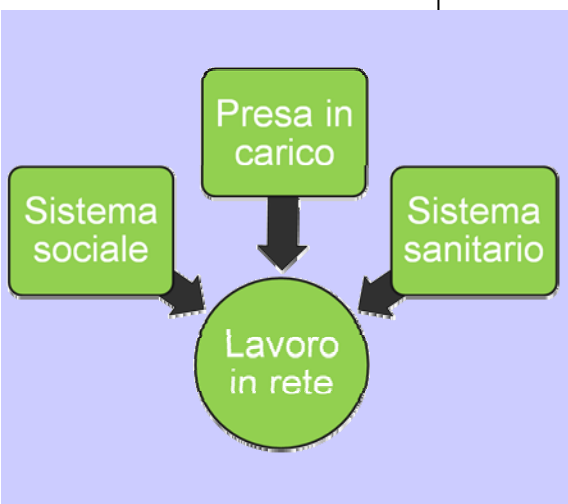 Presa in
carico
Sistema
sociale
Sistema
sanitario
Lavoro
in rete